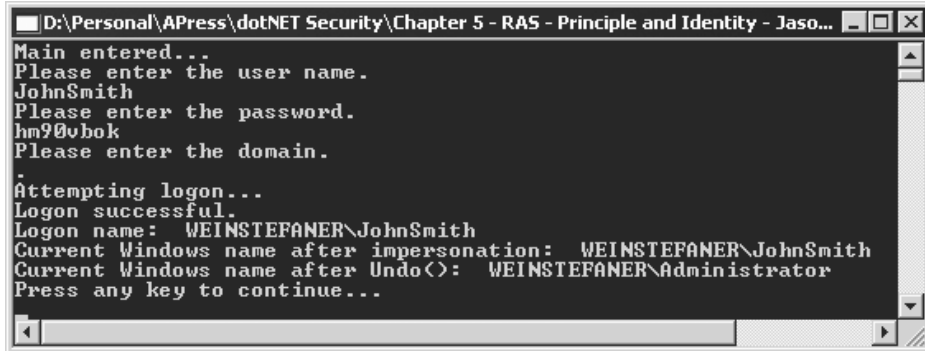 D:\Personal\APress\dotNET Security\Chapter 5 - RAS - Principle and Identity - Jaso...
Main entered...
Please enter the user name.
JohnSmith
Please enter the password.
hm90vbok
Please enter the domain.
.
Attempting logon...
Logon successful.
Logon name:  WEINSTEFANER\JohnSmith
Current Windows name after impersonation:  WEINSTEFANER\JohnSmith
Current Windows name after Undo():  WEINSTEFANER\Administrator
Press any key to continue...